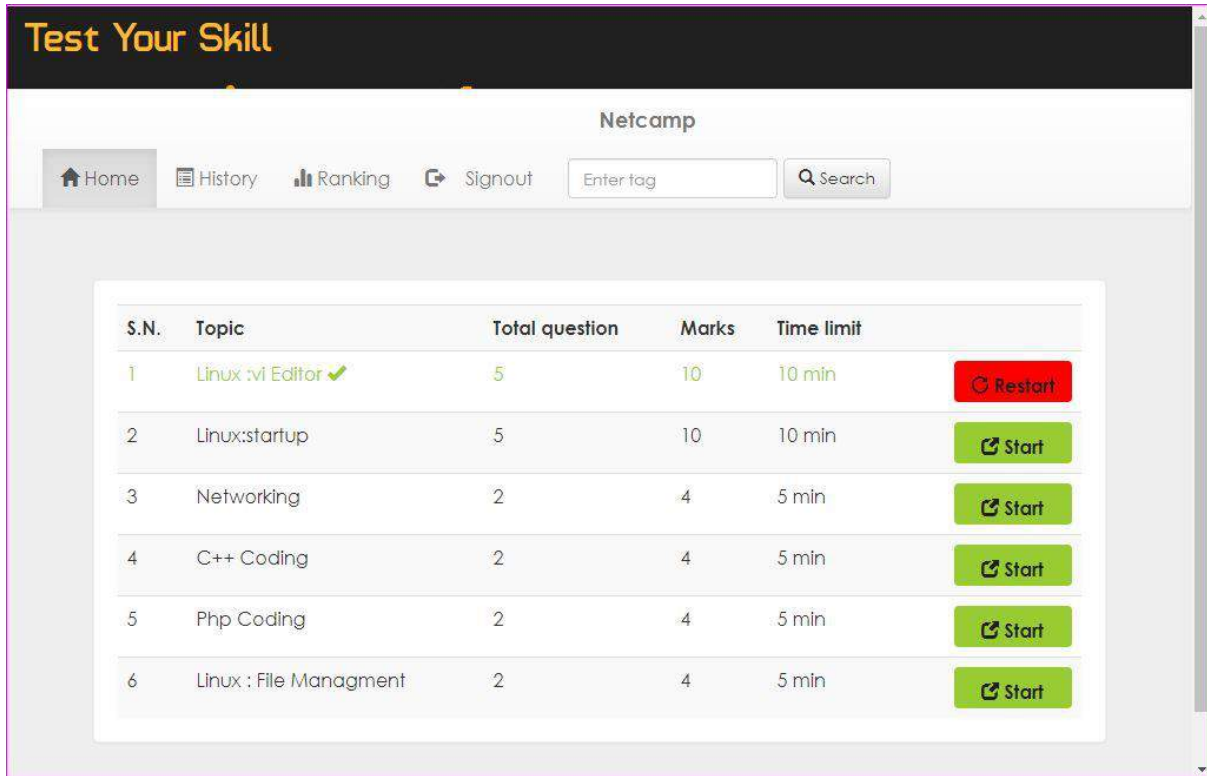 Test Your Skill
Netcamp
Home History Ranking Signout Enter tag Search
S.N. Topic Total question Marks Time limit
1 Linux :vi Editor 5 10 10 min Restart
2 Linux:startup 5 10 10 min Start
3 Networking 2 4 5 min Start
4 C++ Coding 2 4 5 min Start
5 Php Coding 2 4 5 min Start
6 Linux : File Managment 2 4 5 min Start